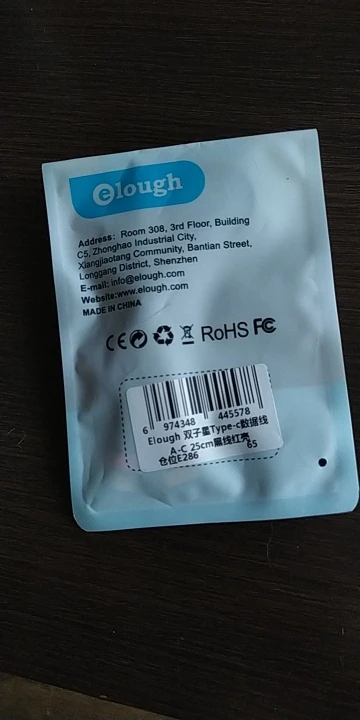 elough
Address: Room 308, 3rd Floor, Building
C5, Zhonghao Industrial City,
Xiangjiaotang Community, Bantian Street,
Longgang District, Shenzhen
E-mail: info@elough.com
Website:www.elough.com
MADE IN CHINA
CE RoHS FC
6 974348 445578
Elough 双子星Type-c数据线
A-C 25cm黑线红壳
仓位E286 65